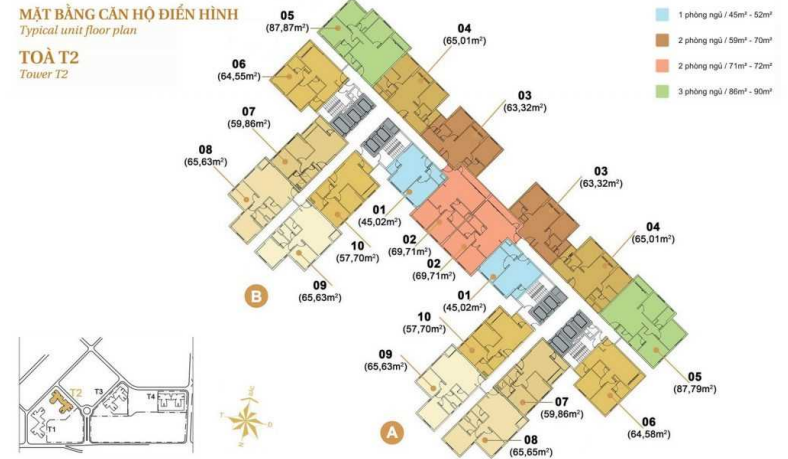 MẶT BẰNG CĂN HỘ ĐIỂN HÌNH
Typical unit floor plan
TOÀ T2
Tower T2
1 phòng ngủ / 45m² - 52m²
2 phòng ngủ / 59m² - 70m²
2 phòng ngủ / 71m² - 72m²
3 phòng ngủ / 86m² - 90m²
05
(87,87m²)
04
(65,01m²)
06
(64,55m²)
03
(63,32m²)
07
(59,86m²)
08
(65,63m²)
01
(45,02m²)
02
(69,71m²)
02
(69,71m²)
10
(57,70m²)
09
(65,63m²)
B
03
(63,32m²)
04
(65,01m²)
01
(45,02m²)
10
(57,70m²)
09
(65,63m²)
05
(87,79m²)
07
(59,86m²)
06
(64,58m²)
08
(65,65m²)
A
T2
T3
T4
T1